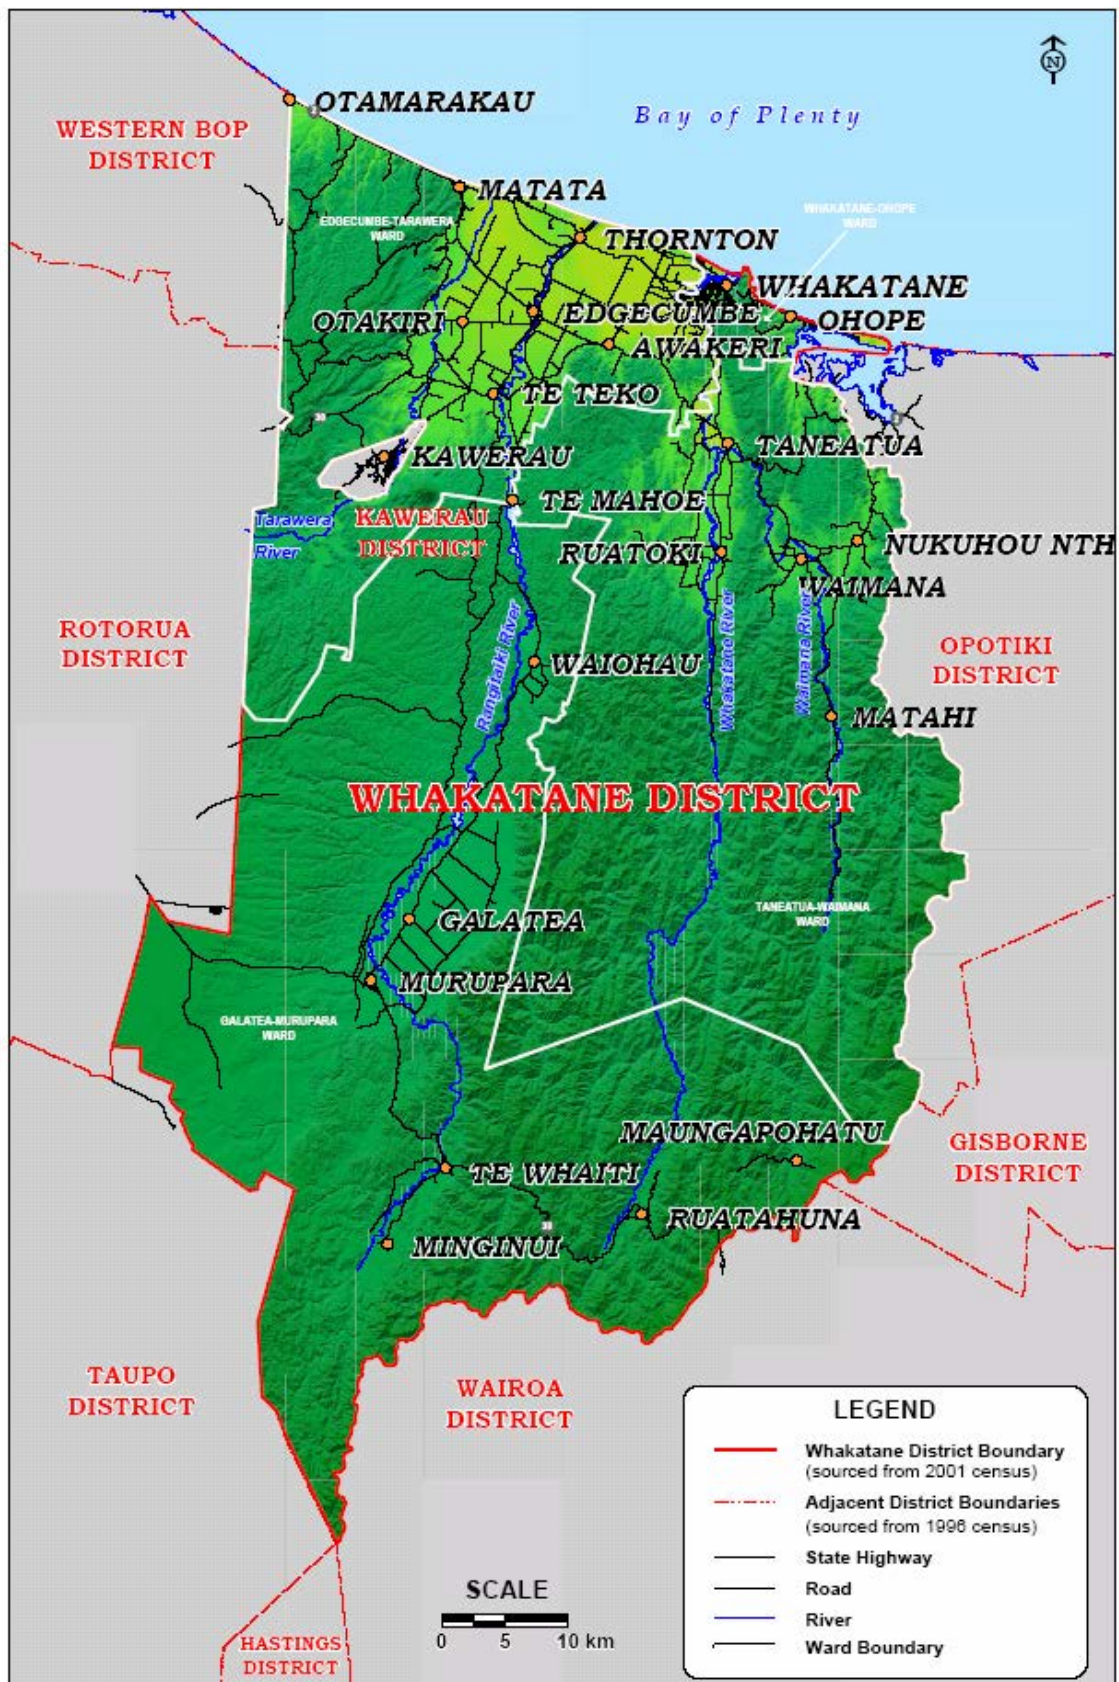 N
OTAMARAKAU
Bay of Plenty
WESTERN BOP
DISTRICT
MATATA
EDGECUMBE-TARAWERA
WARD
WHAKATANE-OHOPE
WARD
THORNTON
WHAKATANE
OTAKIRI
EDGECUMBE
OHOPE
AWAKERI
TE TEKO
30
KAWERAU
TANEATUA
TE MAHOE
Tarawera
River
KAWERAU
DISTRICT
RUATOKI
NUKUHOU NTH
WAIMANA
ROTORUA
DISTRICT
Rangitaiki River
Whakatane River
Waimana River
OPOTIKI
DISTRICT
WAIOHAU
MATAHI
WHAKATANE DISTRICT
GALATEA
TANEATUA-WAIMANA
WARD
MURUPARA
GALATEA-MURUPARA
WARD
MAUNGAPOHATU
GISBORNE
DISTRICT
TE WHAITI
RUATAHUNA
38
MINGINUI
TAUPO
DISTRICT
WAIROA
DISTRICT
LEGEND
Whakatane District Boundary
(sourced from 2001 census)
Adjacent District Boundaries
(sourced from 1996 census)
State Highway
Road
River
Ward Boundary
SCALE
0 5 10 km
HASTINGS
DISTRICT